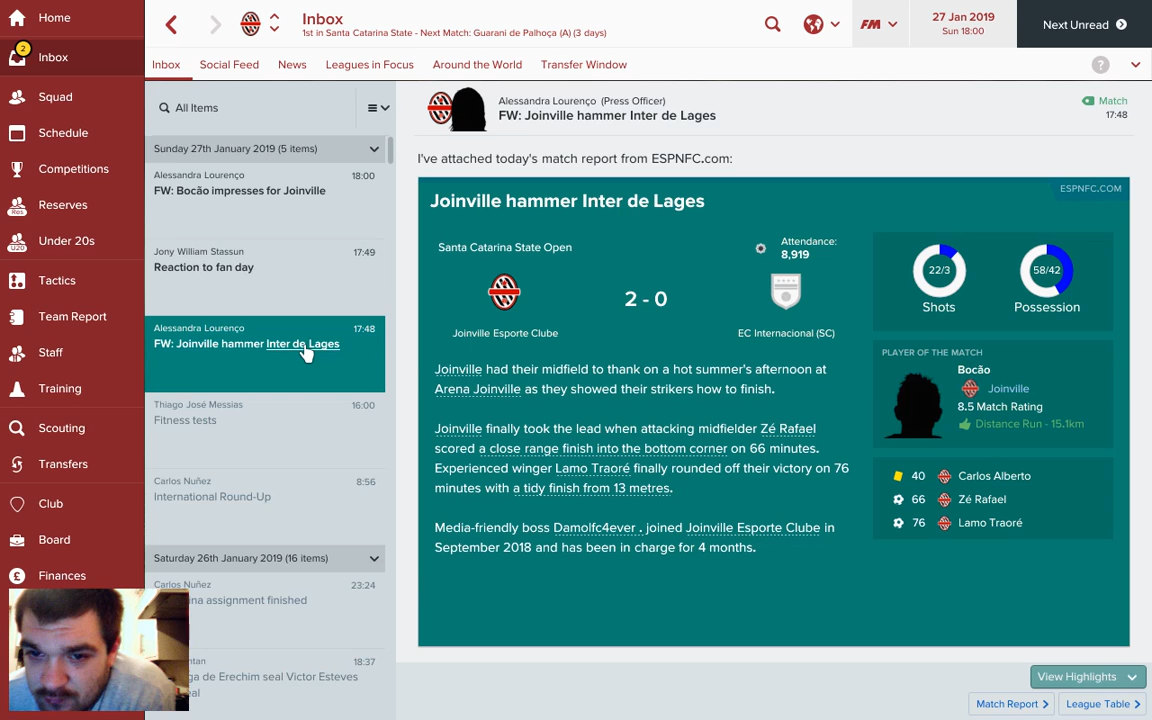 Home
2
Inbox
Squad
Schedule
Competitions
Res
Reserves
U20
Under 20s
Tactics
Team Report
Staff
Training
Scouting
Transfers
Club
Board
£
Finances
Inbox
1st in Santa Catarina State - Next Match: Guarani de Palhoça (A) (3 days)
FM
27 Jan 2019
Sun 18:00
Next Unread
Inbox
Social Feed
News
Leagues in Focus
Around the World
Transfer Window
?
All Items
Sunday 27th January 2019 (5 items)
Alessandra Lourenço 18:00
FW: Bocão impresses for Joinville
Jony William Stassun 17:49
Reaction to fan day
Alessandra Lourenço 17:48
FW: Joinville hammer Inter de Lages
Thiago José Messias 16:00
Fitness tests
Carlos Nuñez 8:56
International Round-Up
Saturday 26th January 2019 (16 items)
Carlos Nuñez 23:24
ina assignment finished
ntan 18:37
ga de Erechim seal Victor Esteves
eal
Alessandra Lourenço (Press Officer)
FW: Joinville hammer Inter de Lages
Match
17:48
I've attached today's match report from ESPNFC.com:
ESPNFC.COM
Joinville hammer Inter de Lages
Santa Catarina State Open
Attendance:
8,919
2 - 0
Joinville Esporte Clube
EC Internacional (SC)
Joinville had their midfield to thank on a hot summer's afternoon at
Arena Joinville as they showed their strikers how to finish.
Joinville finally took the lead when attacking midfielder Zé Rafael
scored a close range finish into the bottom corner on 66 minutes.
Experienced winger Lamo Traoré finally rounded off their victory on 76
minutes with a tidy finish from 13 metres.
Media-friendly boss Damolfc4ever . joined Joinville Esporte Clube in
September 2018 and has been in charge for 4 months.
22/3
Shots
58/42
Possession
PLAYER OF THE MATCH
Bocão
Joinville
8.5 Match Rating
Distance Run - 15.1km
40 Carlos Alberto
66 Zé Rafael
76 Lamo Traoré
View Highlights
Match Report
League Table